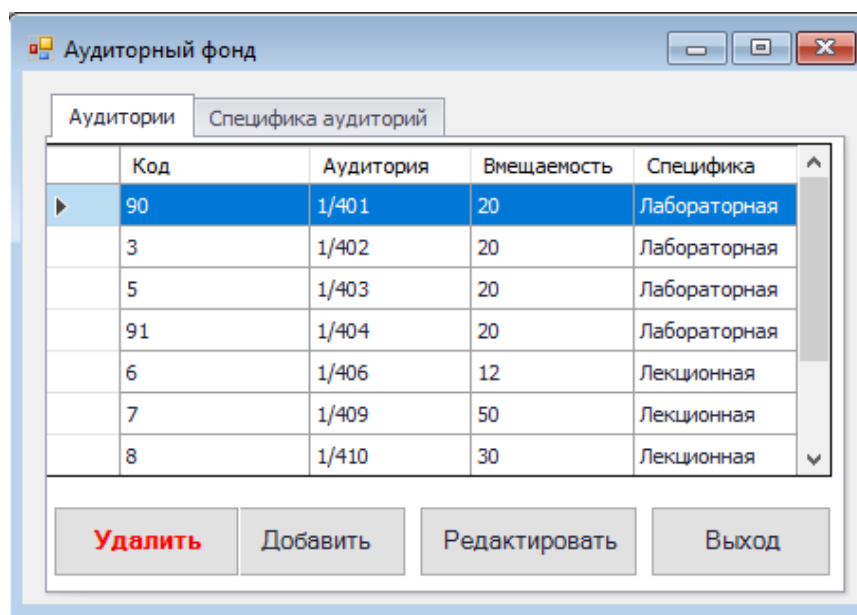 Аудиторный фонд
Аудитории Специфика аудиторий
Код Аудитория Вмещаемость Специфика
90 1/401 20 Лабораторная
3 1/402 20 Лабораторная
5 1/403 20 Лабораторная
91 1/404 20 Лабораторная
6 1/406 12 Лекционная
7 1/409 50 Лекционная
8 1/410 30 Лекционная
Удалить Добавить Редактировать Выход